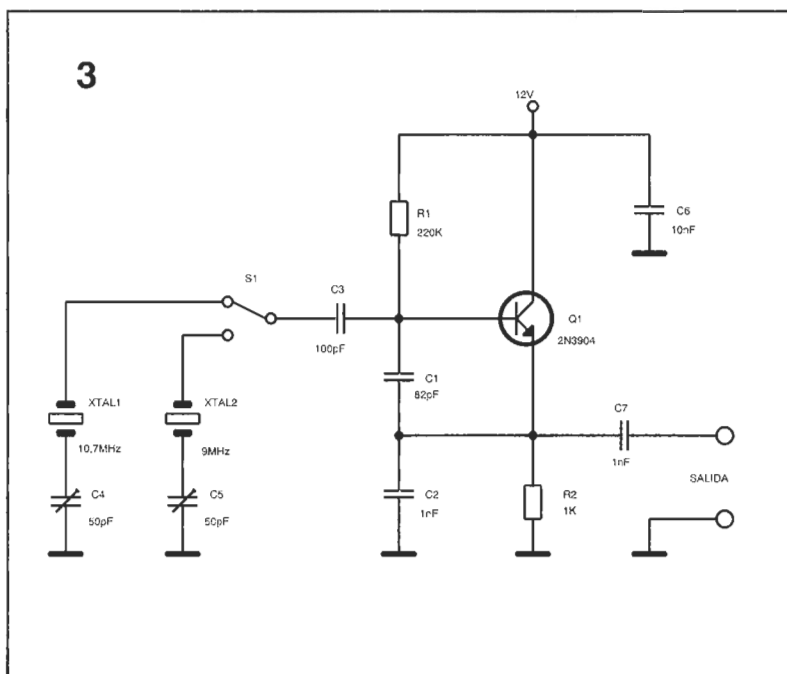 3
12V
R1
220K
C6
10nF
S1
C3
100pF
Q1
2N3904
C1
82pF
XTAL1
10,7MHz
XTAL2
9MHz
C7
1nF
C4
50pF
C5
50pF
C2
1nF
R2
1K
SALIDA